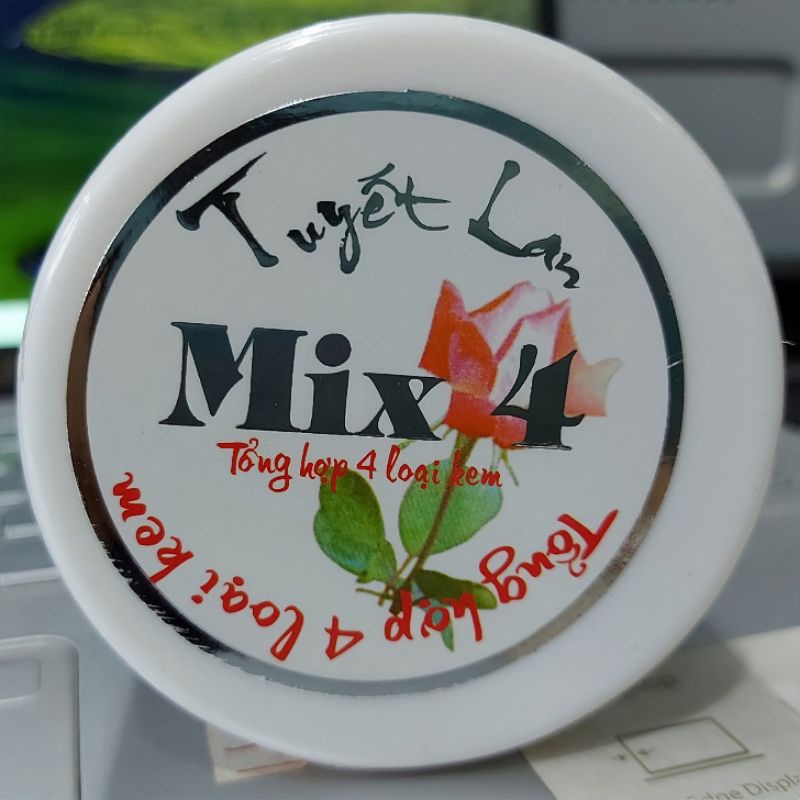 Tuyết Lan
Mix 4
Tổng hợp 4 loại kem
Tổng hợp 4 loại kem